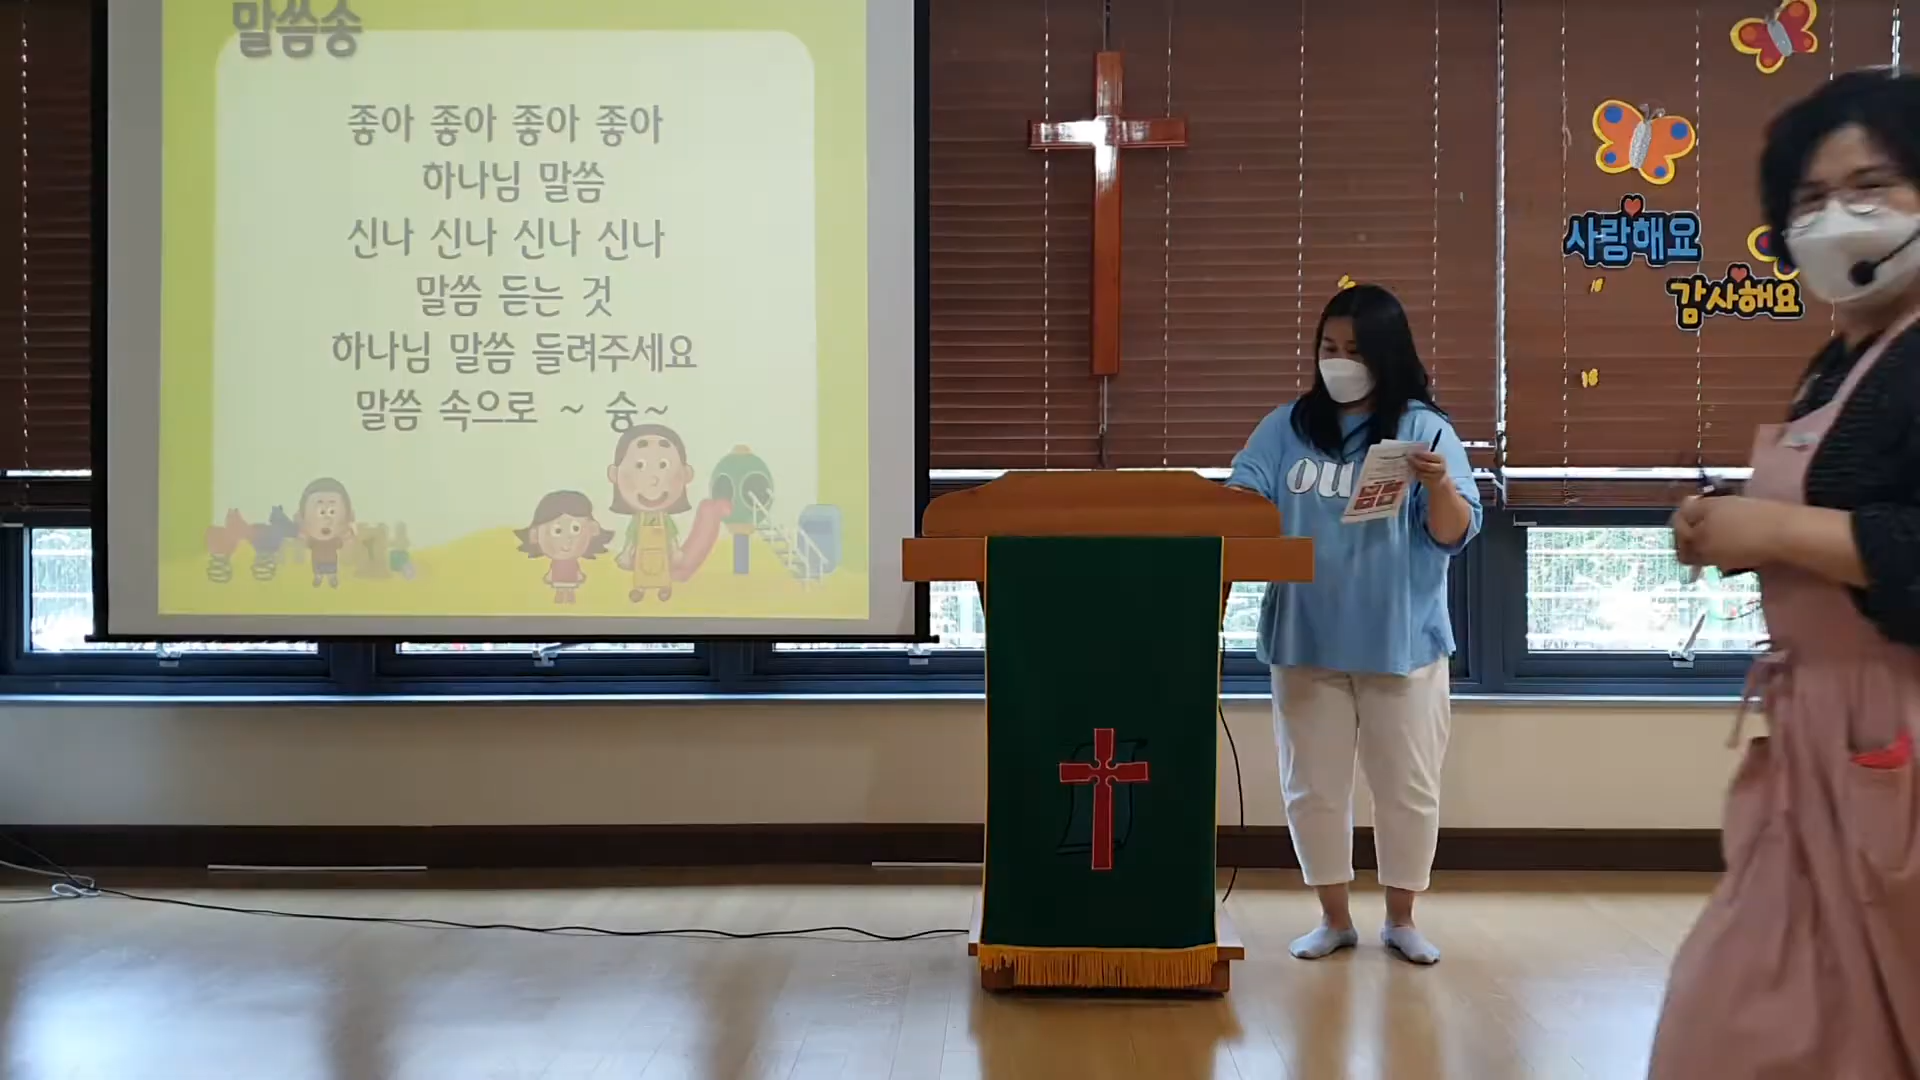 말씀송
좋아 좋아 좋아 좋아
하나님 말씀
신나 신나 신나 신나
말씀 듣는 것
하나님 말씀 들려주세요
말씀 속으로 ~ 슝~
사랑해요
감사해요
OU